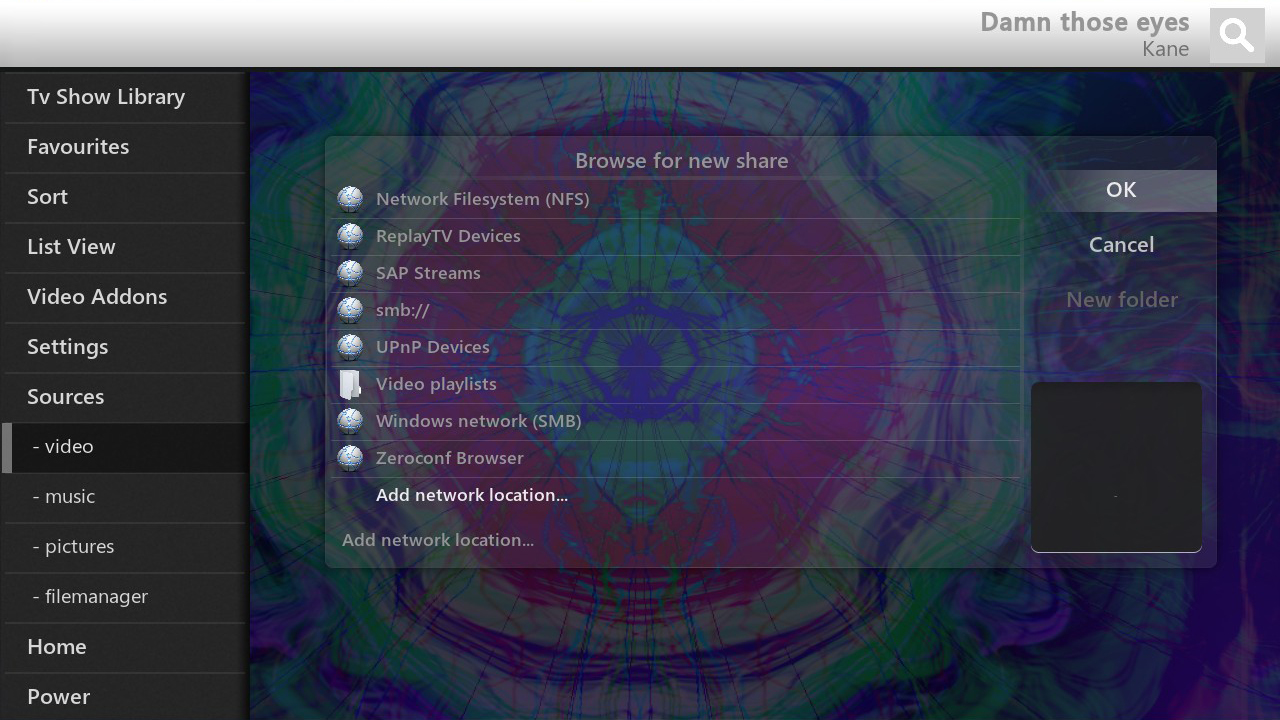 Damn those eyes
Kane
Tv Show Library
Favourites
Sort
List View
Video Addons
Settings
Sources
- video
- music
- pictures
- filemanager
Home
Power
Browse for new share
Network Filesystem (NFS)
ReplayTV Devices
SAP Streams
smb://
UPnP Devices
Video playlists
Windows network (SMB)
Zeroconf Browser
Add network location...
Add network location...
OK
Cancel
New folder
-